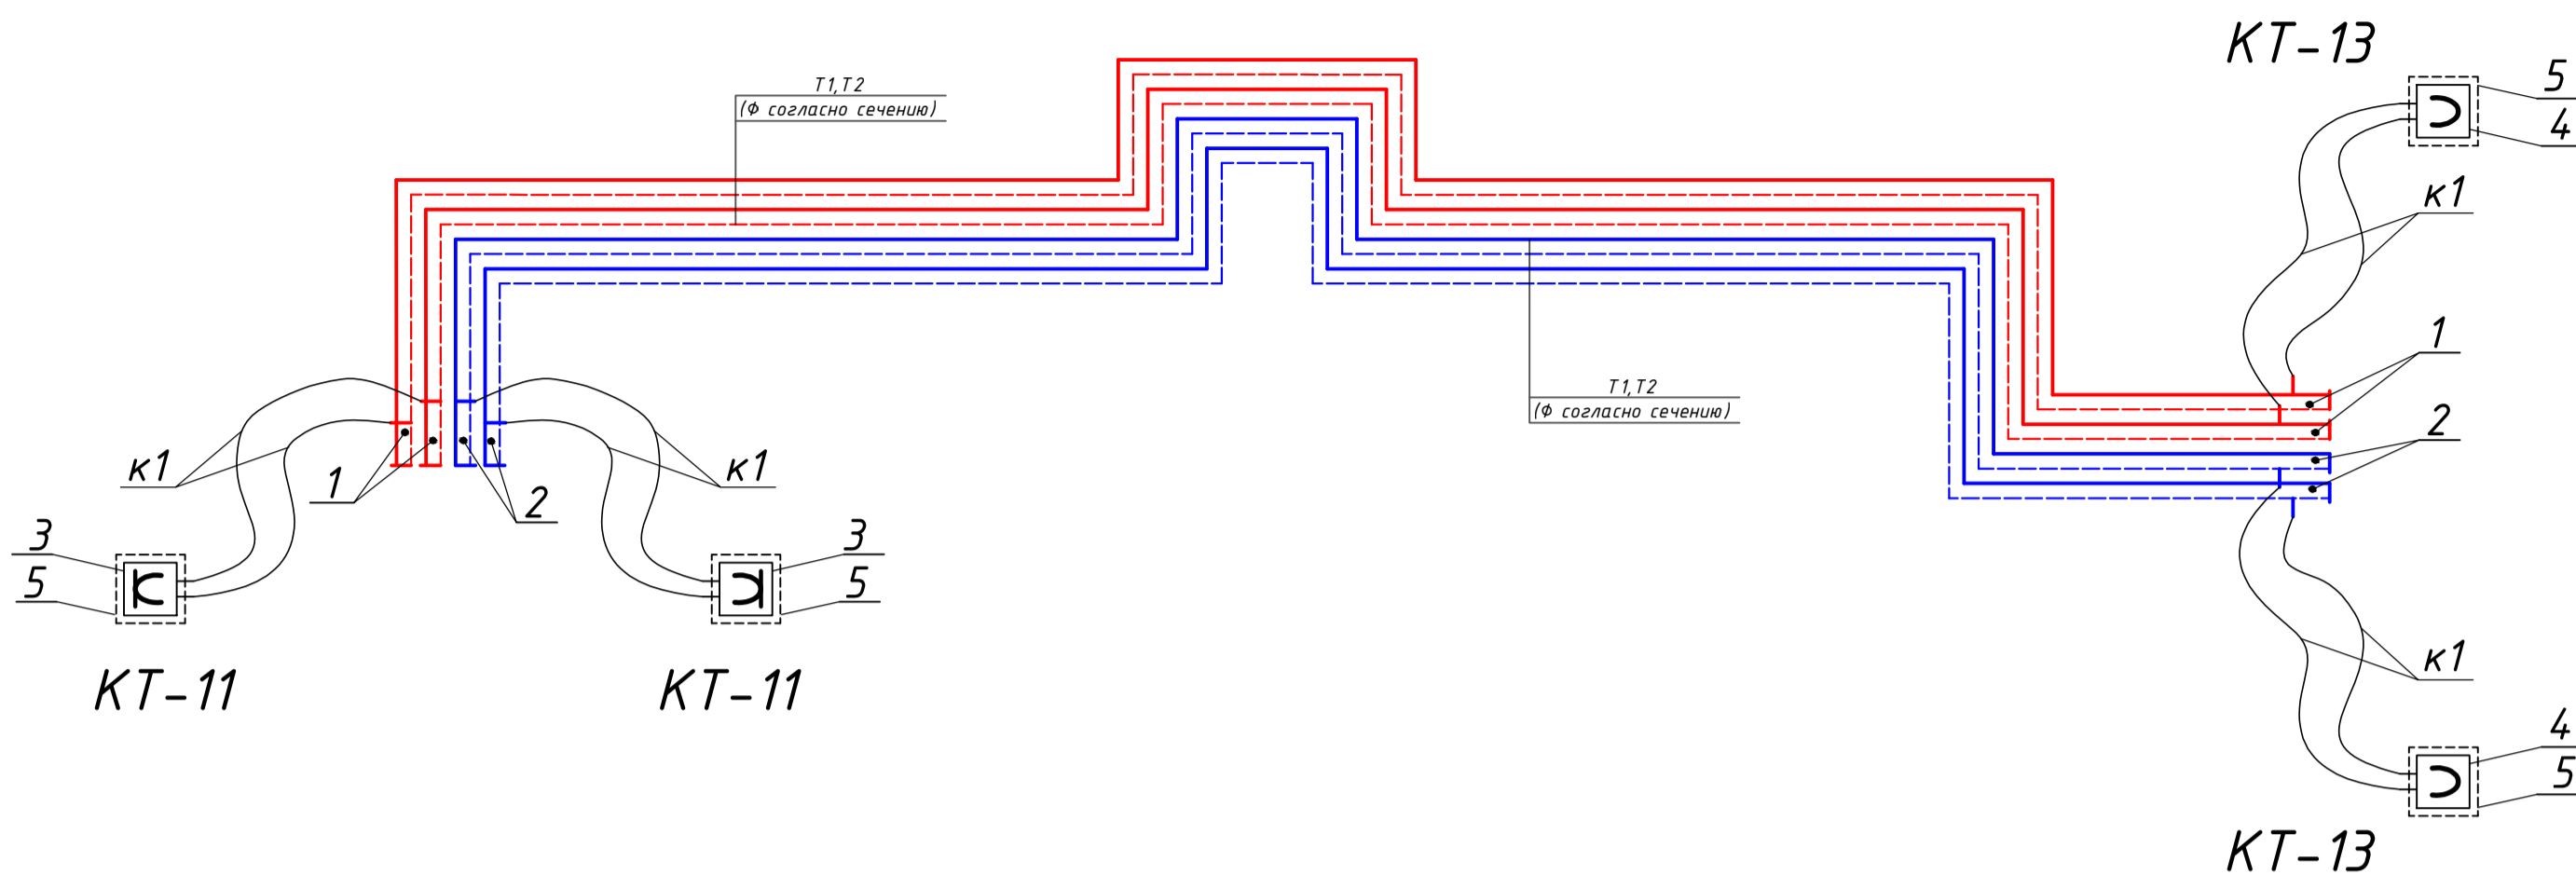 КТ-13
5
4
Т1,Т2
(Ф согласно сечению)
к1
1
2
Т1,Т2
(Ф согласно сечению)
к1
1
2
к1
3
5
3
5
к1
4
5
КТ-11
КТ-11
КТ-13